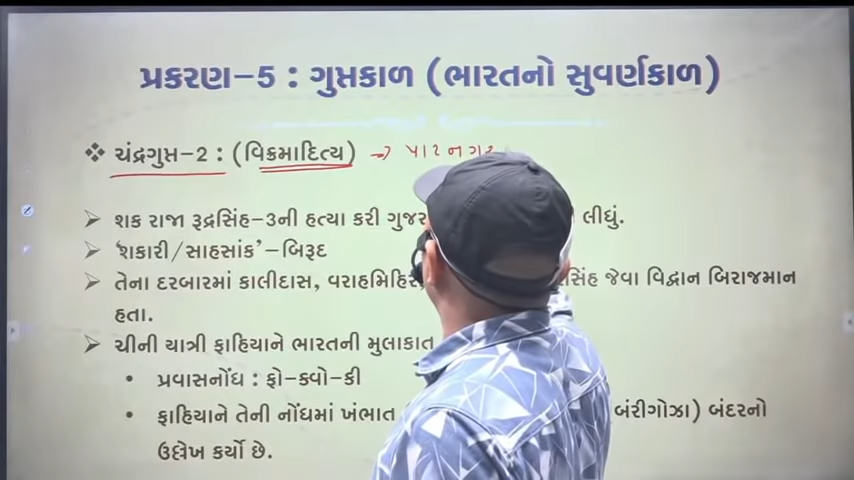 પ્રકરણ-5 : ગુપ્તકાળ (ભારતનો સુવર્ણકાળ)
❖ ચંદ્રગુપ્ત-2 : (વિક્રમાદિત્ય) → પાટનગર
➢ શક રાજા રૂદ્રસિંહ-3ની હત્યા કરી ગુજર લીધું.
➢ ‘શકારી/સાહસાંક’-બિરૂદ
➢ તેના દરબારમાં કાલીદાસ, વરાહમિહિર, સિંહ જેવા વિદ્વાન બિરાજમાન
હતા.
➢ ચીની યાત્રી ફાહિયાને ભારતની મુલાકાત
• પ્રવાસનોંધ : ફો-ક્વો-કી
• ફાહિયાને તેની નોંધમાં ખંભાત બંરીગોઝા) બંદરનો
ઉલ્લેખ કર્યો છે.